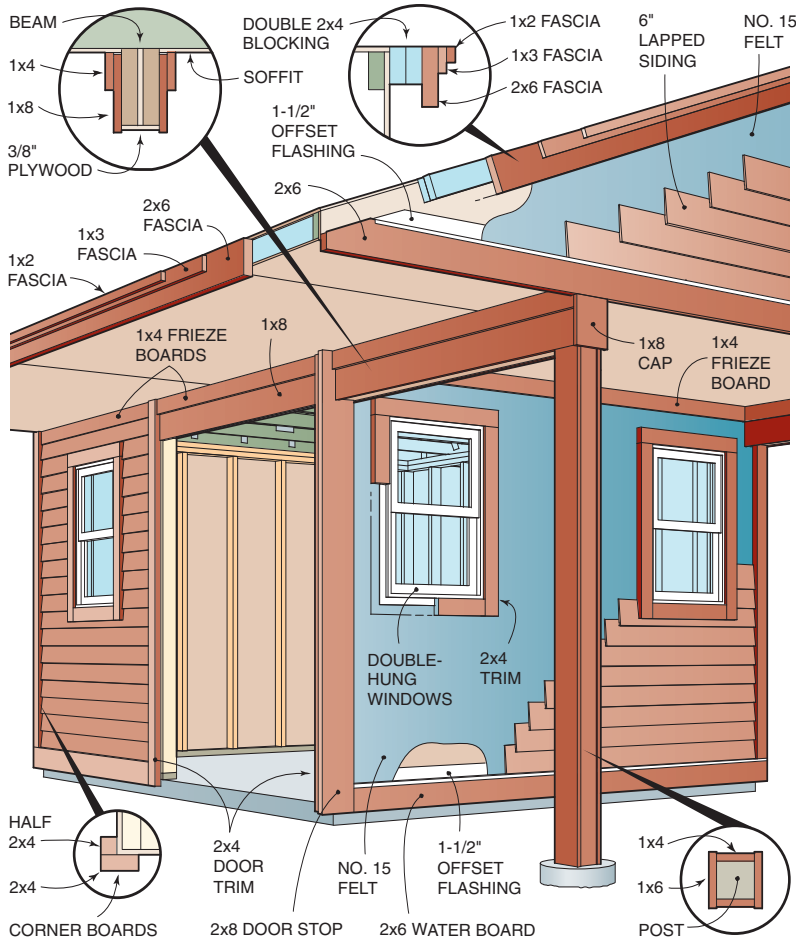 BEAM
1x4
1x8
3/8"
PLYWOOD
SOFFIT
DOUBLE 2x4
BLOCKING
1x2 FASCIA
1x3 FASCIA
2x6 FASCIA
6"
LAPPED
SIDING
NO. 15
FELT
1-1/2"
OFFSET
FLASHING
2x6
2x6
FASCIA
1x3
FASCIA
1x2
FASCIA
1x4 FRIEZE
BOARDS
1x8
1x8
CAP
1x4
FRIEZE
BOARD
DOUBLE-
HUNG
WINDOWS
2x4
TRIM
HALF
2x4
2x4
CORNER BOARDS
2x4
DOOR
TRIM
2x8 DOOR STOP
NO. 15
FELT
1-1/2"
OFFSET
FLASHING
2x6 WATER BOARD
1x4
1x6
POST